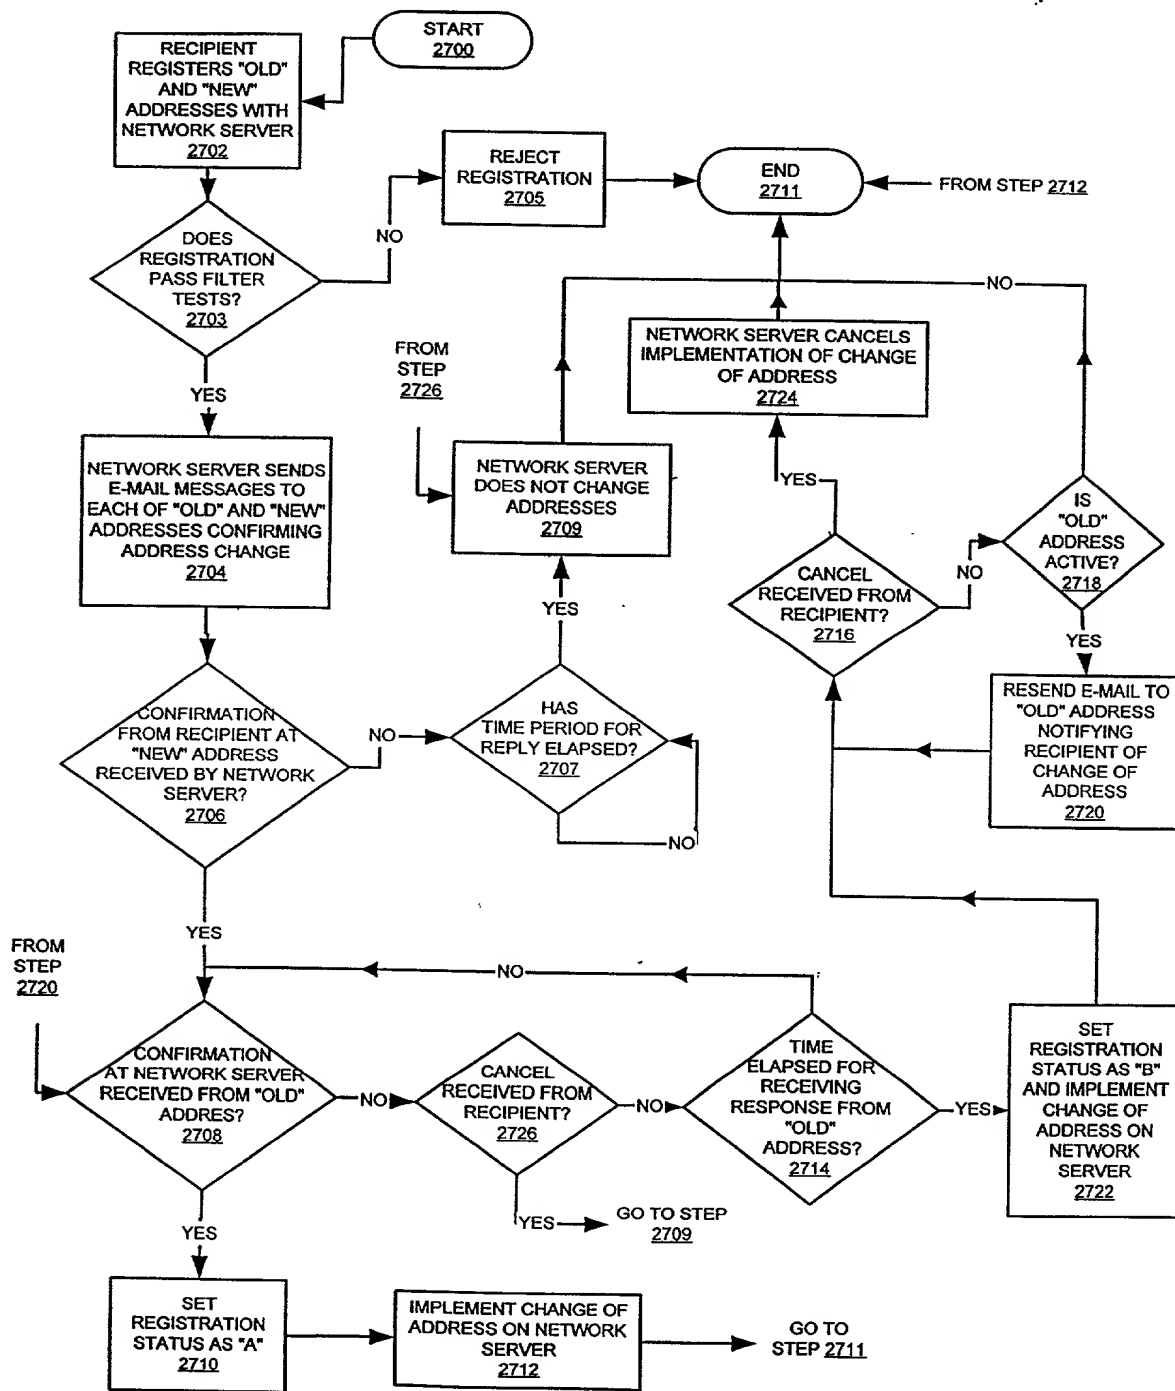 START
2700
RECIPIENT
REGISTERS "OLD"
AND "NEW"
ADDRESSES WITH
NETWORK SERVER
2702
REJECT
REGISTRATION
2705
END
2711
FROM STEP 2712
NO
DOES
REGISTRATION
PASS FILTER
TESTS?
2703
NO
YES
FROM
STEP
2726
NETWORK SERVER CANCELS
IMPLEMENTATION OF CHANGE
OF ADDRESS
2724
NETWORK SERVER SENDS
E-MAIL MESSAGES TO
EACH OF "OLD" AND "NEW"
ADDRESSES CONFIRMING
ADDRESS CHANGE
2704
NETWORK SERVER
DOES NOT CHANGE
ADDRESSES
2709
YES
IS
"OLD"
ADDRESS
ACTIVE?
2718
CANCEL
RECEIVED FROM
RECIPIENT?
2716
NO
YES
YES
CONFIRMATION
FROM RECIPIENT AT
"NEW" ADDRESS
RECEIVED BY NETWORK
SERVER?
2706
NO
HAS
TIME PERIOD FOR
REPLY ELAPSED?
2707
NO
RESEND E-MAIL TO
"OLD" ADDRESS
NOTIFYING
RECIPIENT OF
CHANGE OF
ADDRESS
2720
YES
FROM
STEP
2720
NO
CONFIRMATION
AT NETWORK SERVER
RECEIVED FROM "OLD"
ADDRES?
2708
NO
CANCEL
RECEIVED FROM
RECIPIENT?
2726
NO
TIME
ELAPSED FOR
RECEIVING
RESPONSE FROM
"OLD"
ADDRESS?
2714
YES
SET
REGISTRATION
STATUS AS "B"
AND IMPLEMENT
CHANGE OF
ADDRESS ON
NETWORK
SERVER
2722
YES
YES
GO TO STEP
2709
SET
REGISTRATION
STATUS AS "A"
2710
IMPLEMENT CHANGE OF
ADDRESS ON NETWORK
SERVER
2712
GO TO
STEP 2711